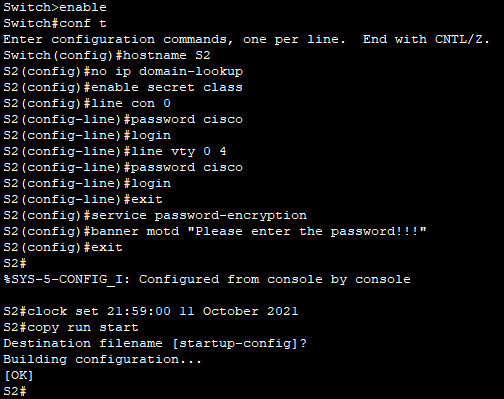 Switch>enable
Switch#conf t
Enter configuration commands, one per line.  End with CNTL/Z.
Switch(config)#hostname S2
S2(config)#no ip domain-lookup
S2(config)#enable secret class
S2(config)#line con 0
S2(config-line)#password cisco
S2(config-line)#login
S2(config-line)#line vty 0 4
S2(config-line)#password cisco
S2(config-line)#login
S2(config-line)#exit
S2(config)#service password-encryption
S2(config)#banner motd "Please enter the password!!!"
S2(config)#exit
S2#
%SYS-5-CONFIG_I: Configured from console by console

S2#clock set 21:59:00 11 October 2021
S2#copy run start
Destination filename [startup-config]?
Building configuration...
[OK]
S2#